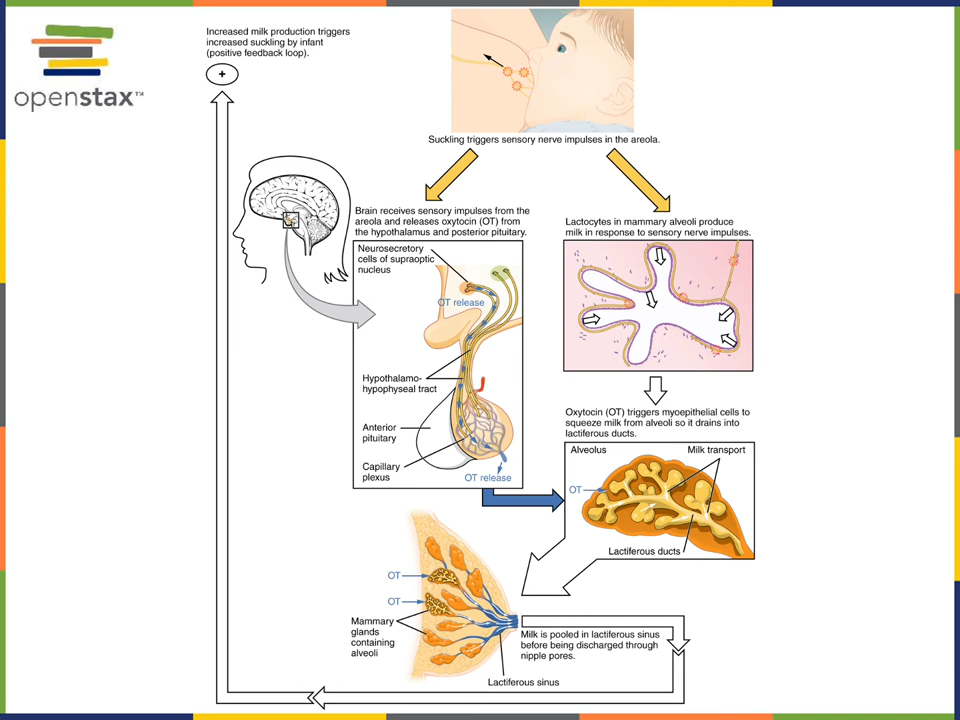 openstax™
Increased milk production triggers
increased suckling by infant
(positive feedback loop).
+
Suckling triggers sensory nerve impulses in the areola.
Brain receives sensory impulses from the
areola and releases oxytocin (OT) from
the hypothalamus and posterior pituitary.
Neurosecretory
cells of supraoptic
nucleus
OT release
Hypothalamo-
hypophyseal tract
Anterior
pituitary
Capillary
plexus
OT release
Lactocytes in mammary alveoli produce
milk in response to sensory nerve impulses.
Oxytocin (OT) triggers myoepithelial cells to
squeeze milk from alveoli so it drains into
lactiferous ducts.
Alveolus
Milk transport
OT
Lactiferous ducts
OT
OT
Mammary
glands
containing
alveoli
Milk is pooled in lactiferous sinus
before being discharged through
nipple pores.
Lactiferous sinus